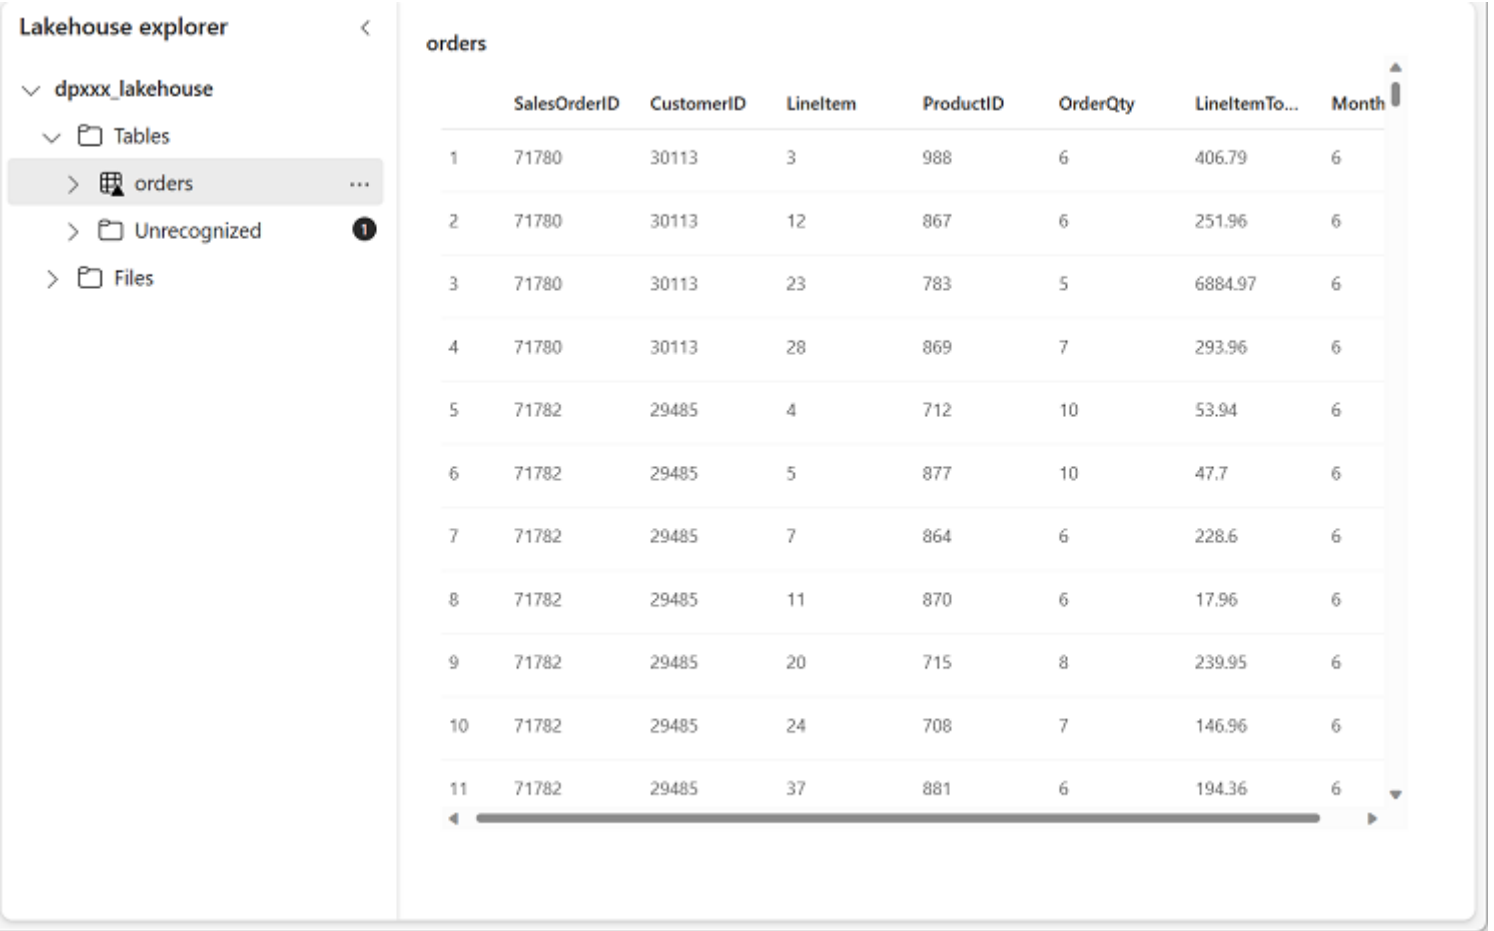 Lakehouse explorer
dpxxx_lakehouse
Tables
orders ...
Unrecognized 1
Files
orders
SalesOrderID CustomerID LineItem ProductID OrderQty LineItemTo... Month
1 71780 30113 3 988 6 406.79 6
2 71780 30113 12 867 6 251.96 6
3 71780 30113 23 783 5 6884.97 6
4 71780 30113 28 869 7 293.96 6
5 71782 29485 4 712 10 53.94 6
6 71782 29485 5 877 10 47.7 6
7 71782 29485 7 864 6 228.6 6
8 71782 29485 11 870 6 17.96 6
9 71782 29485 20 715 8 239.95 6
10 71782 29485 24 708 7 146.96 6
11 71782 29485 37 881 6 194.36 6